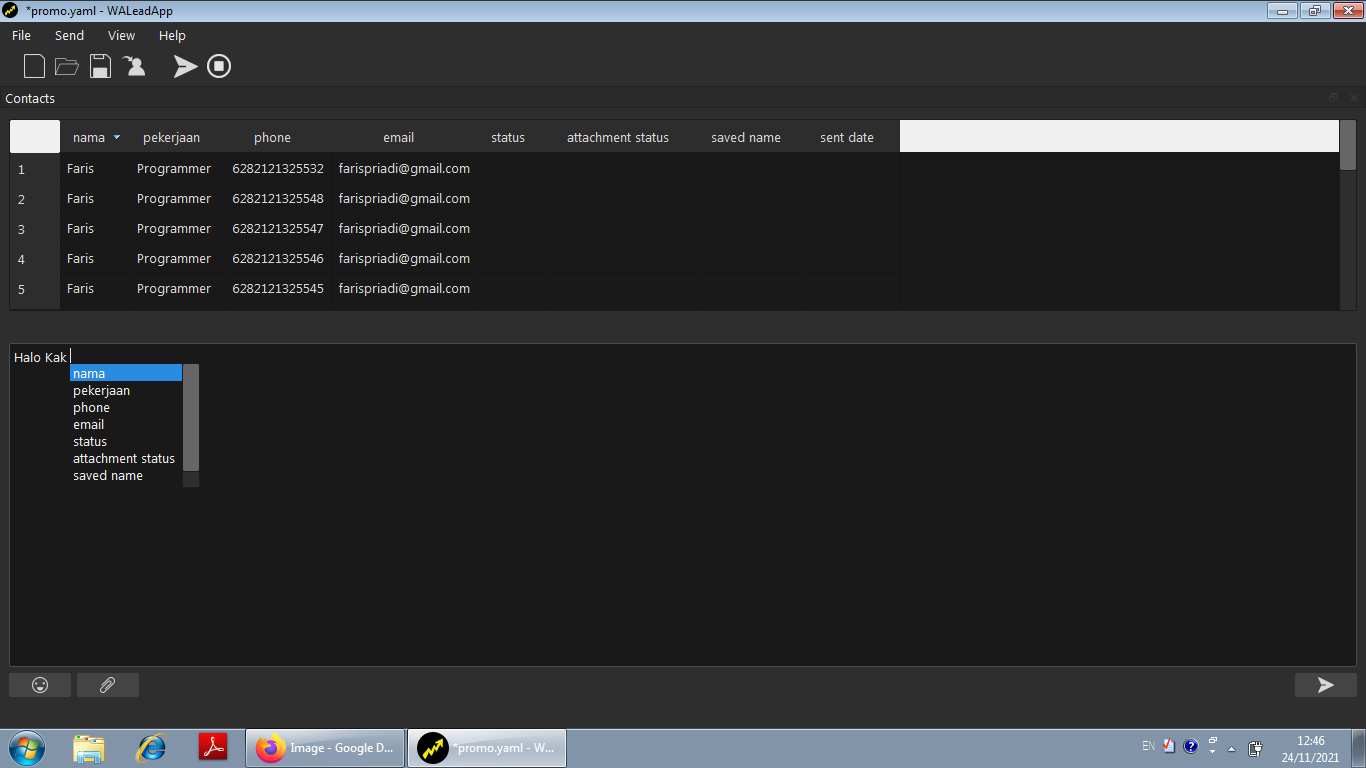 *promo.yaml - WALeadApp
File Send View Help
Contacts
nama pekerjaan phone email status attachment status saved name sent date
1 Faris Programmer 6282121325532 farispriadi@gmail.com
2 Faris Programmer 6282121325548 farispriadi@gmail.com
3 Faris Programmer 6282121325547 farispriadi@gmail.com
4 Faris Programmer 6282121325546 farispriadi@gmail.com
5 Faris Programmer 6282121325545 farispriadi@gmail.com
Halo Kak
nama
pekerjaan
phone
email
status
attachment status
saved name
Image - Google D... *promo.yaml - W... EN 12:46
24/11/2021